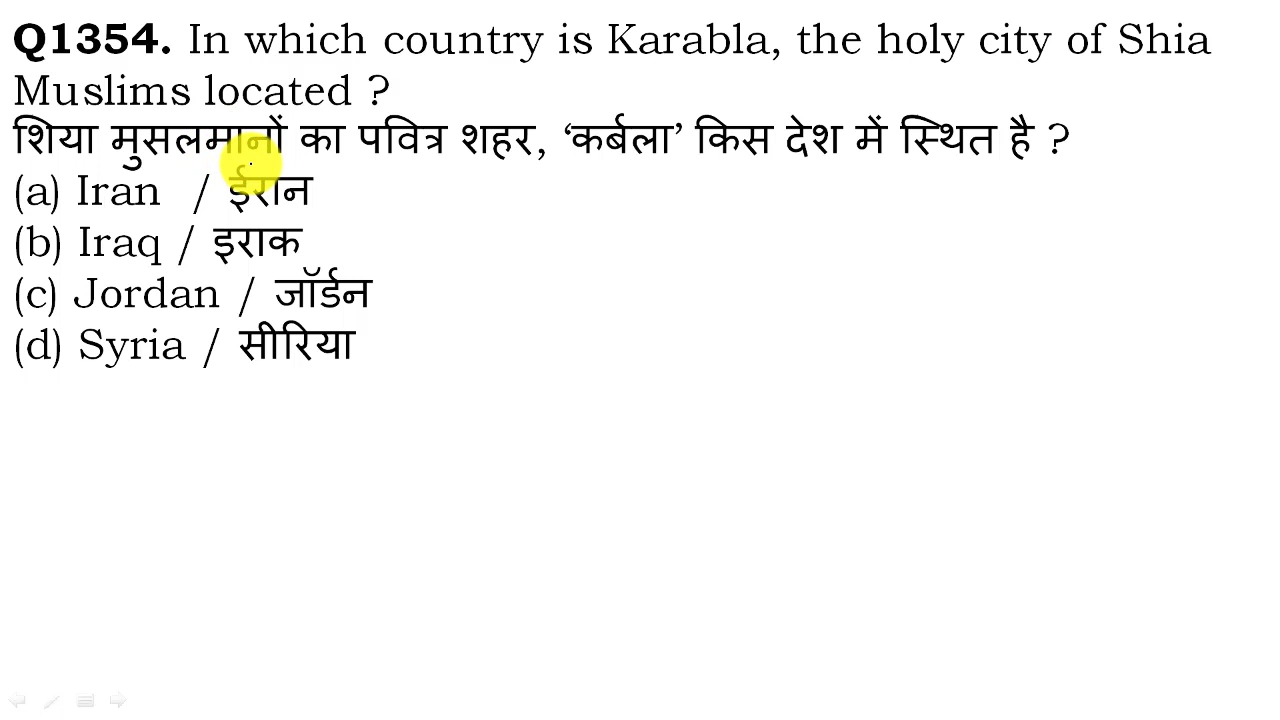 Q1354. In which country is Karabla, the holy city of Shia
Muslims located ?
शिया मुसलमानों का पवित्र शहर, ‘कर्बला’ किस देश में स्थित है ?
(a) Iran / ईरान
(b) Iraq / इराक
(c) Jordan / जॉर्डन
(d) Syria / सीरिया